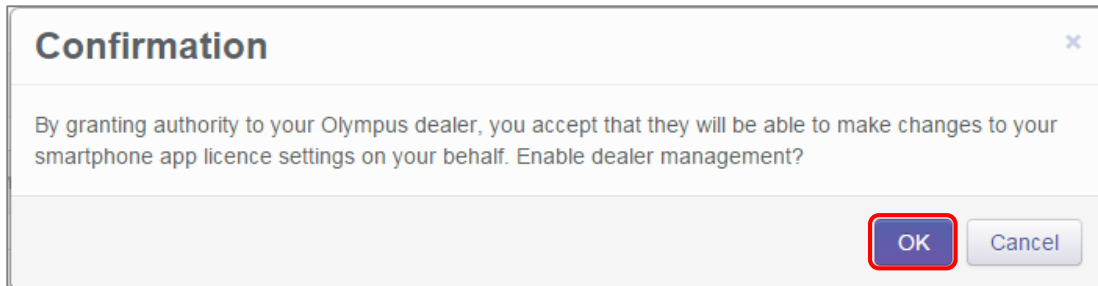 Confirmation
×
By granting authority to your Olympus dealer, you accept that they will be able to make changes to your
smartphone app licence settings on your behalf. Enable dealer management?
OK
Cancel